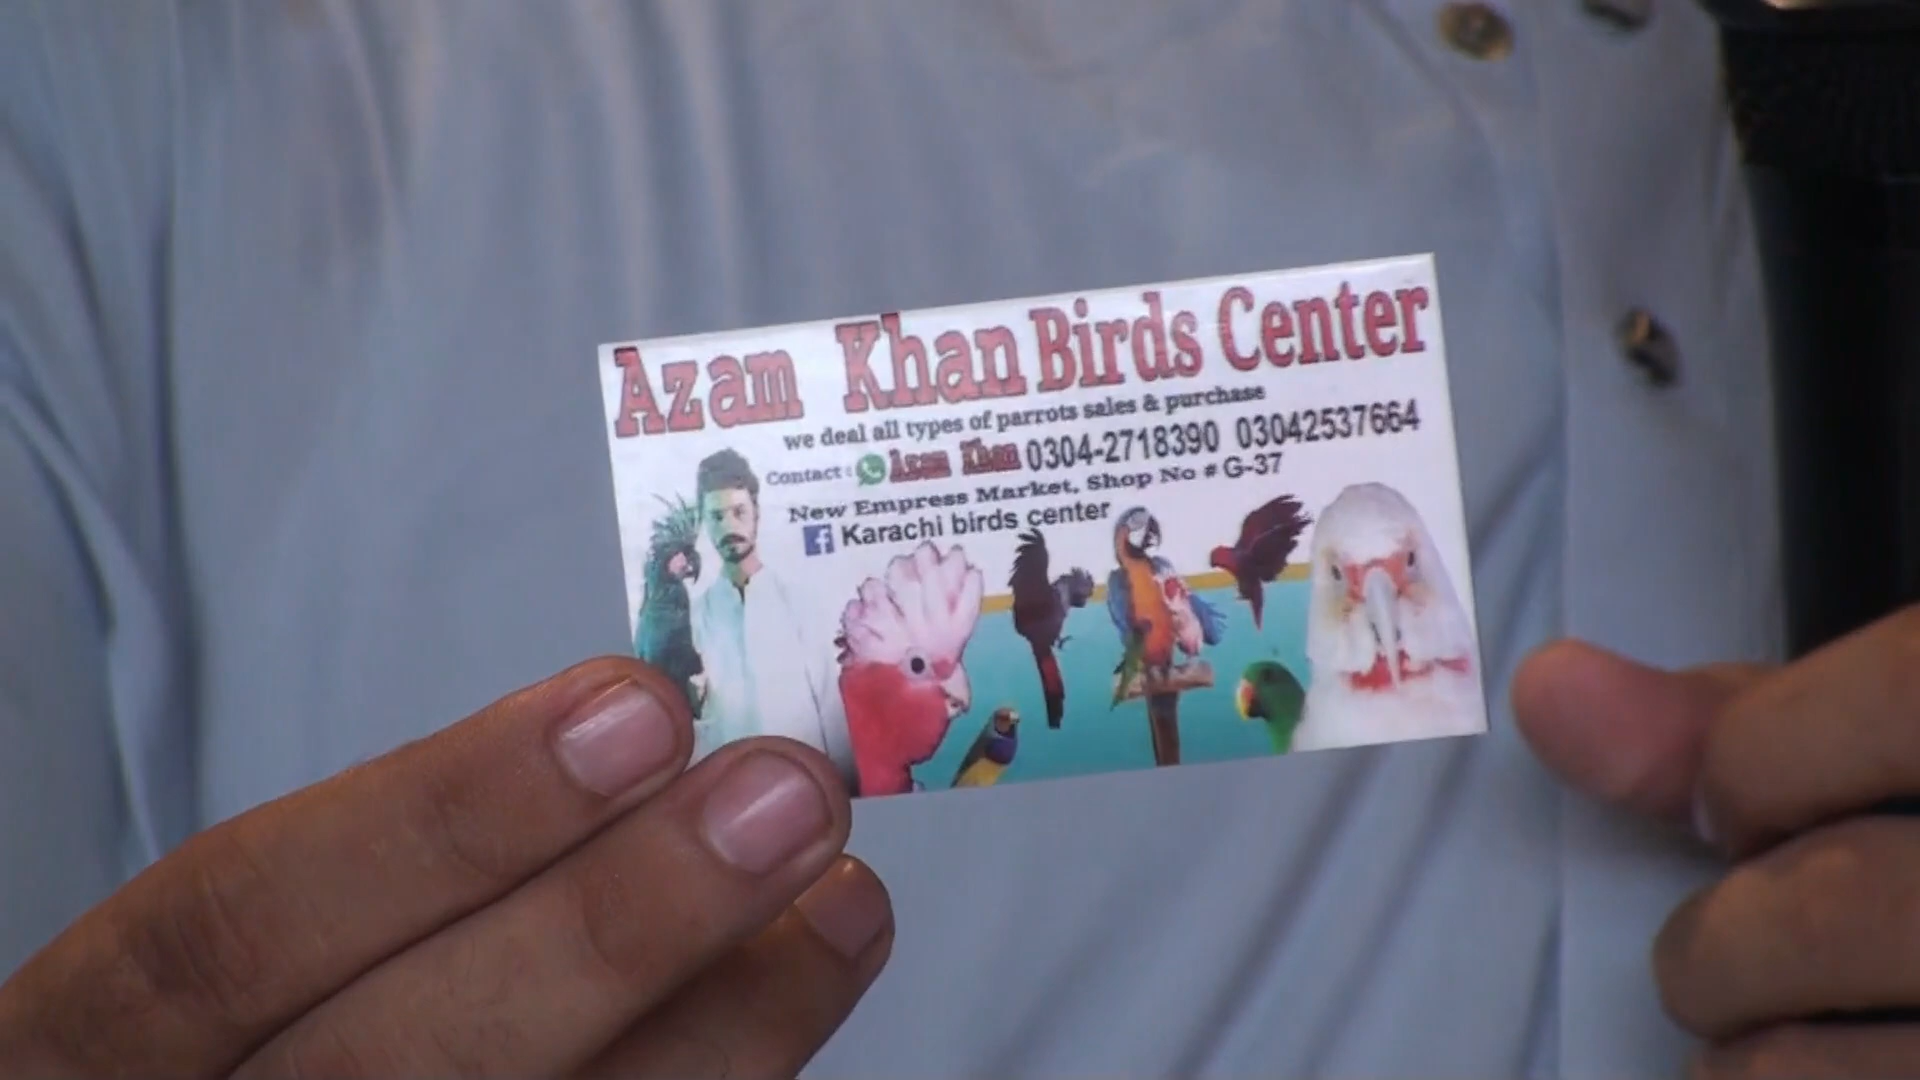 Azam Khan Birds Center
we deal all types of parrots sales & purchase
Contact : Azam Khan 0304-2718390 03042537664
New Empress Market, Shop No # G-37
f Karachi birds center